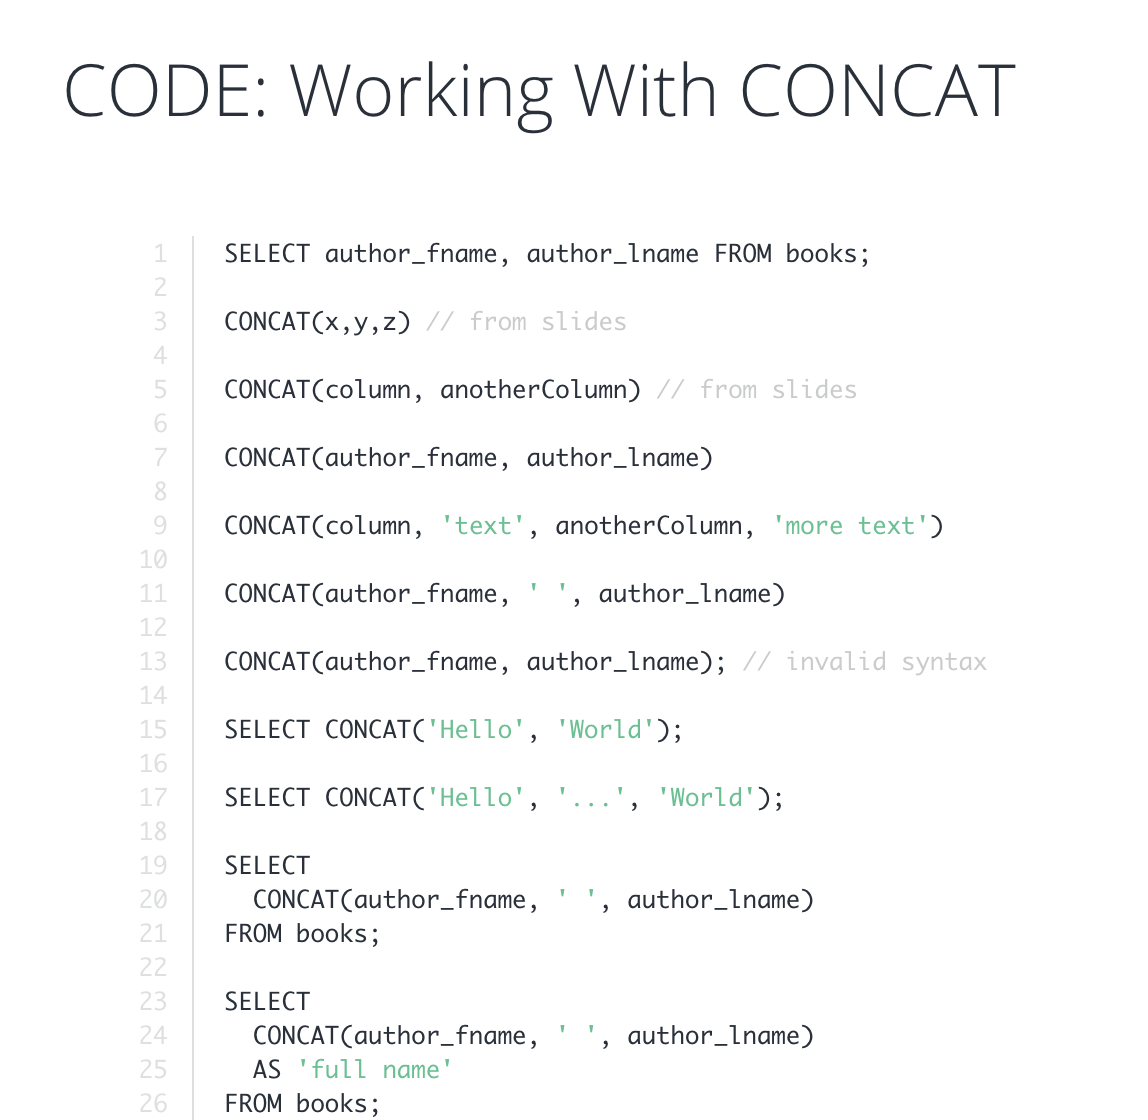 CODE: Working With CONCAT
1 SELECT author_fname, author_lname FROM books;
2
3 CONCAT(x,y,z) // from slides
4
5 CONCAT(column, anotherColumn) // from slides
6
7 CONCAT(author_fname, author_lname)
8
9 CONCAT(column, 'text', anotherColumn, 'more text')
10
11 CONCAT(author_fname, ' ', author_lname)
12
13 CONCAT(author_fname, author_lname); // invalid syntax
14
15 SELECT CONCAT('Hello', 'World');
16
17 SELECT CONCAT('Hello', '...', 'World');
18
19 SELECT
20   CONCAT(author_fname, ' ', author_lname)
21 FROM books;
22
23 SELECT
24   CONCAT(author_fname, ' ', author_lname)
25   AS 'full name'
26 FROM books;